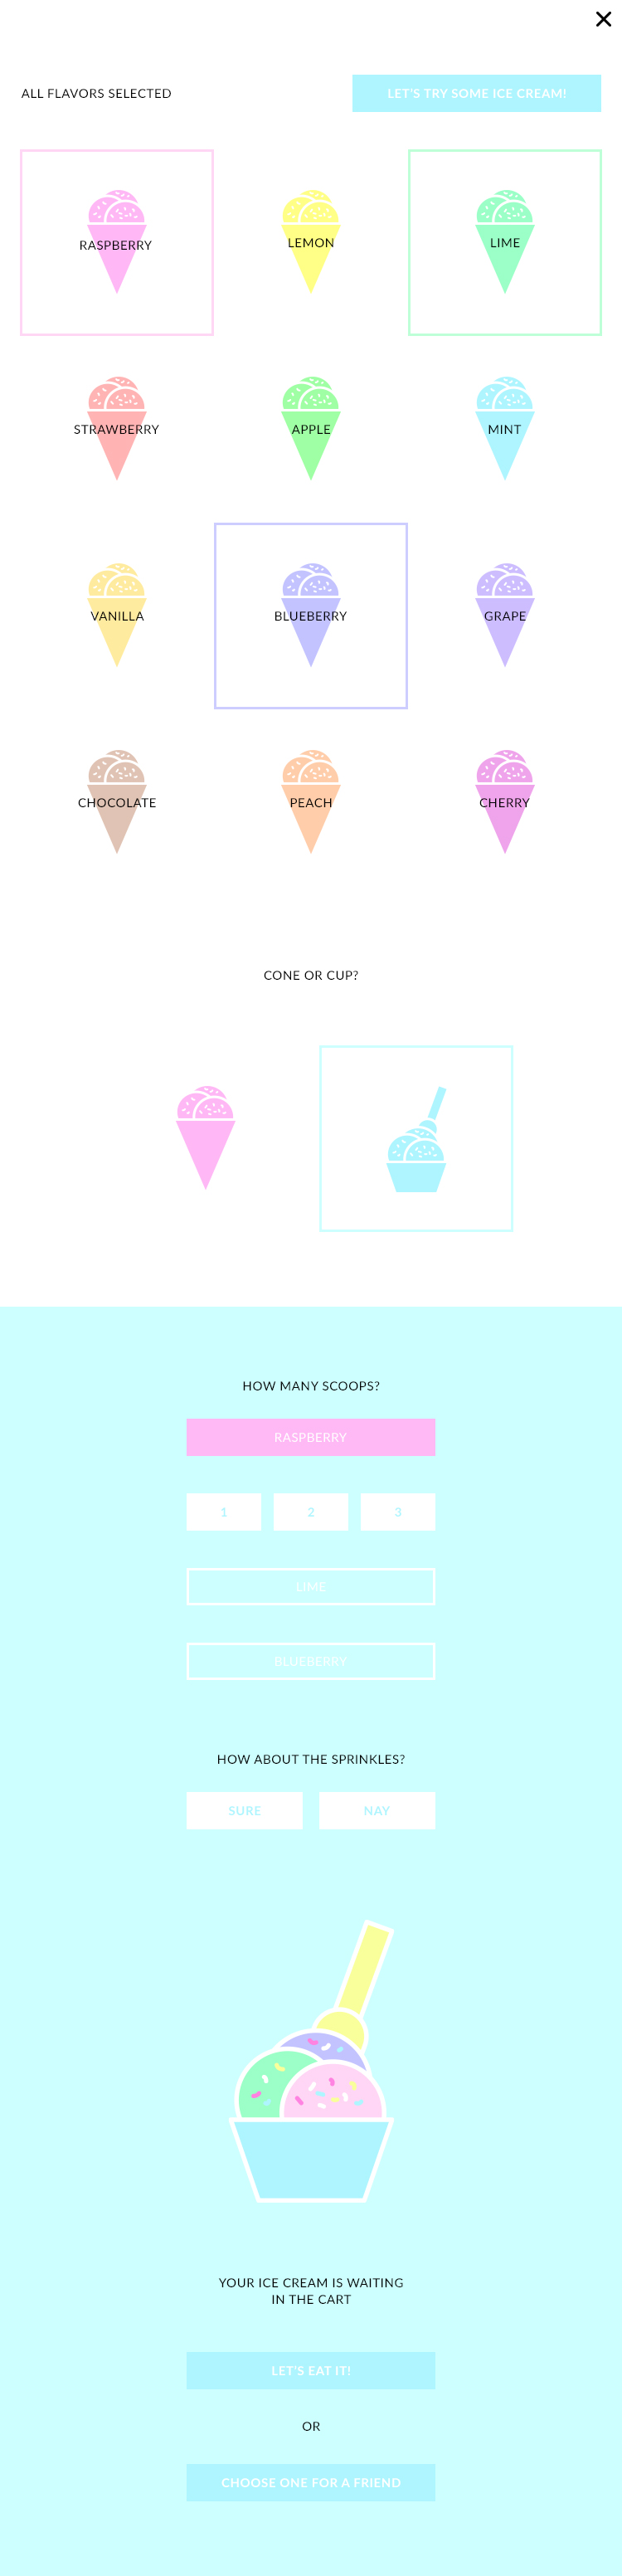 ALL FLAVORS SELECTED
LET'S TRY SOME ICE CREAM!
RASPBERRY
LEMON
LIME
STRAWBERRY
APPLE
MINT
VANILLA
BLUEBERRY
GRAPE
CHOCOLATE
PEACH
CHERRY
CONE OR CUP?
HOW MANY SCOOPS?
RASPBERRY
1
2
3
LIME
BLUEBERRY
HOW ABOUT THE SPRINKLES?
SURE
NAY
YOUR ICE CREAM IS WAITING
IN THE CART
LET'S EAT IT!
OR
CHOOSE ONE FOR A FRIEND